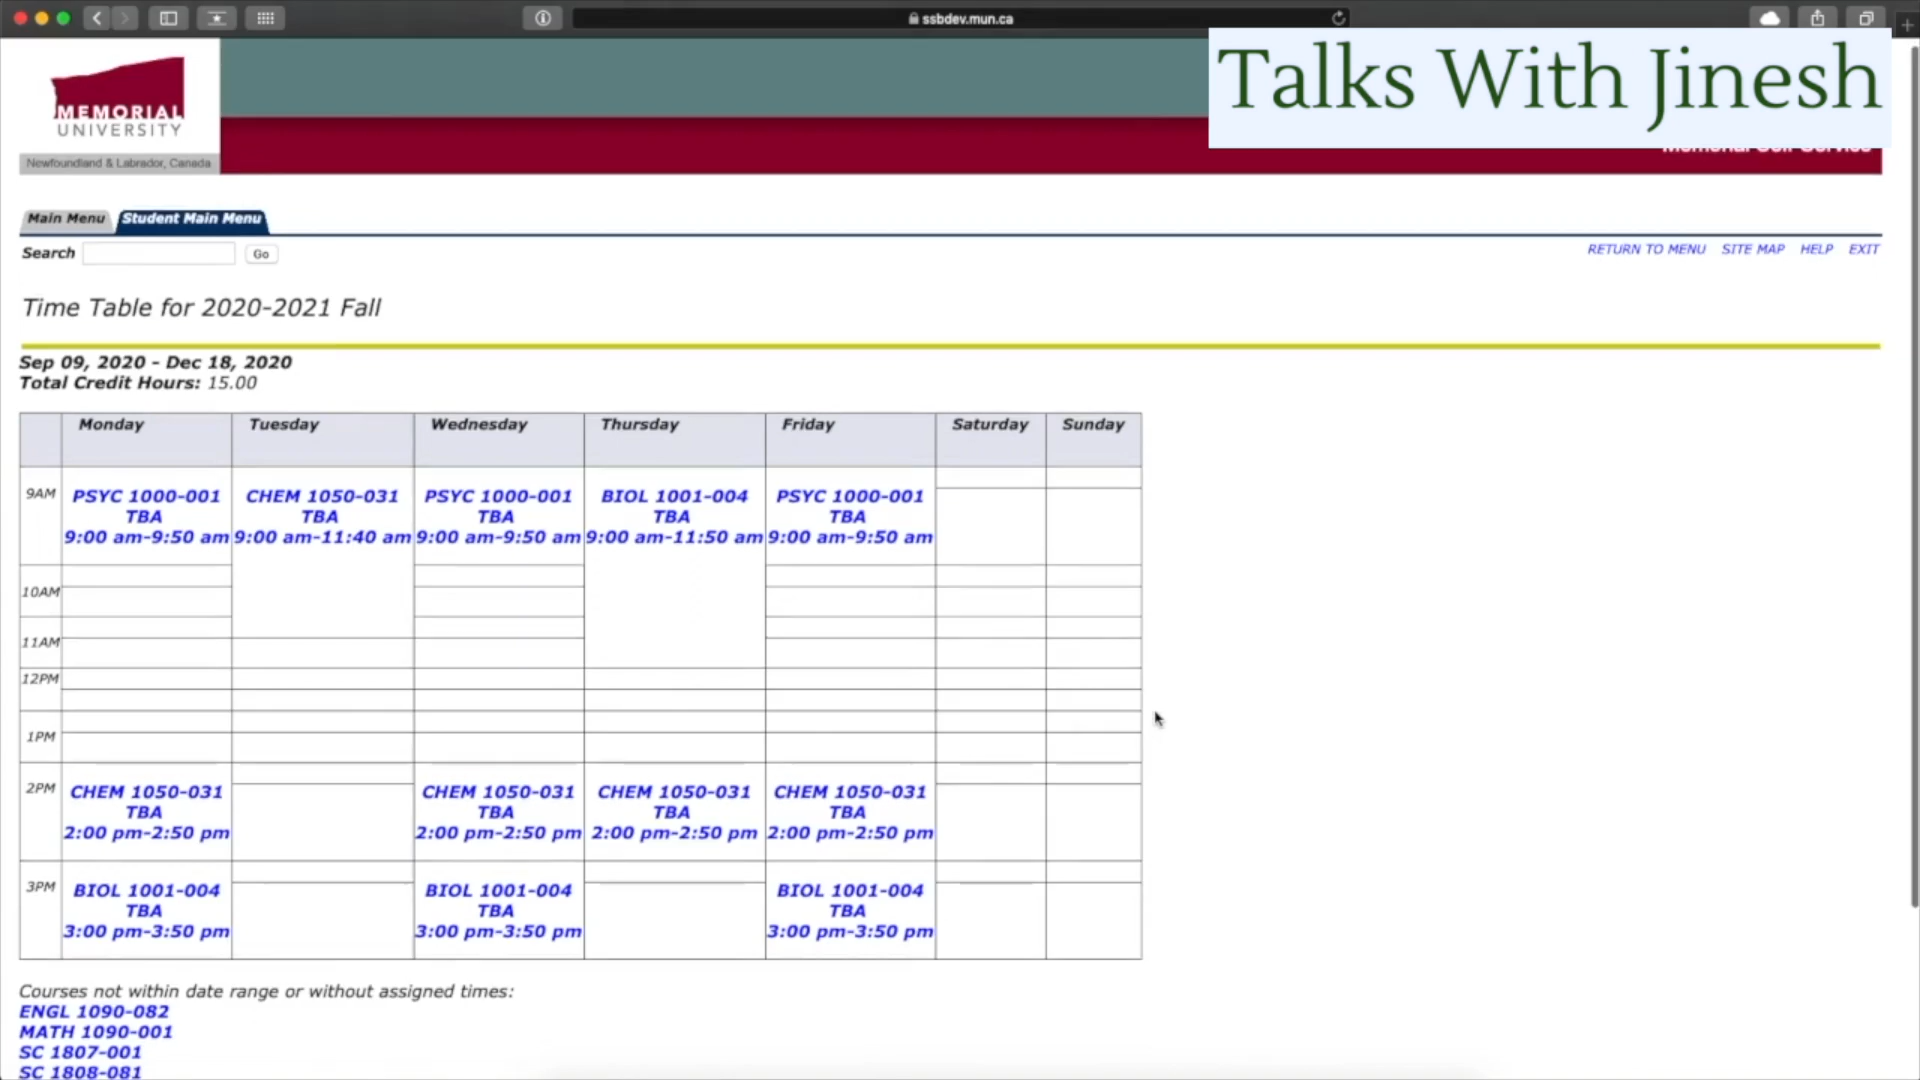 ssbdev.mun.ca
Talks With Jinesh
MEMORIAL
UNIVERSITY
Newfoundland & Labrador, Canada
Main Menu
Student Main Menu
Search
Go
RETURN TO MENU
SITE MAP
HELP
EXIT
Time Table for 2020-2021 Fall
Sep 09, 2020 - Dec 18, 2020
Total Credit Hours: 15.00
Monday Tuesday Wednesday Thursday Friday Saturday Sunday
9AM PSYC 1000-001 CHEM 1050-031 PSYC 1000-001 BIOL 1001-004 PSYC 1000-001
TBA TBA TBA TBA TBA
9:00 am-9:50 am 9:00 am-11:40 am 9:00 am-9:50 am 9:00 am-11:50 am 9:00 am-9:50 am
10AM
11AM
12PM
1PM
2PM CHEM 1050-031 CHEM 1050-031 CHEM 1050-031 CHEM 1050-031
TBA TBA TBA TBA
2:00 pm-2:50 pm 2:00 pm-2:50 pm 2:00 pm-2:50 pm 2:00 pm-2:50 pm
3PM BIOL 1001-004 BIOL 1001-004 BIOL 1001-004
TBA TBA TBA
3:00 pm-3:50 pm 3:00 pm-3:50 pm 3:00 pm-3:50 pm
Courses not within date range or without assigned times:
ENGL 1090-082
MATH 1090-001
SC 1807-001
SC 1808-081